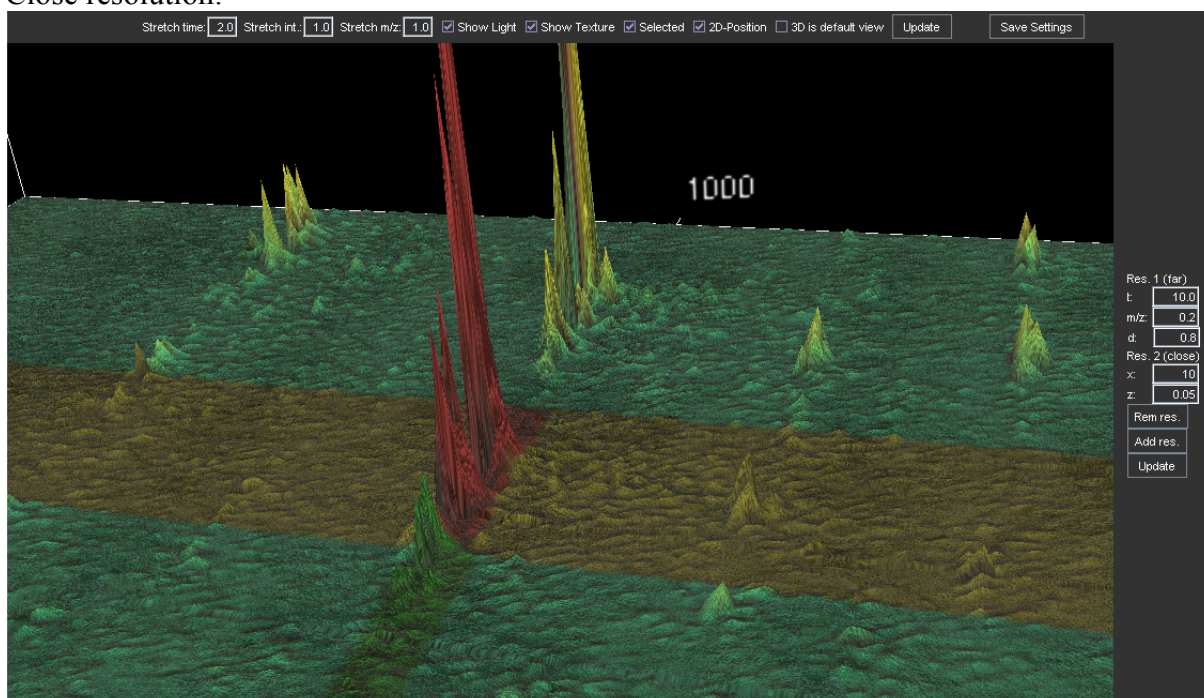 Close resolution:
Stretch time: 2.0 Stretch int.: 1.0 Stretch m/z: 1.0 Show Light Show Texture Selected 2D-Position 3D is default view Update Save Settings
1000
Res. 1 (far)
t: 10.0
m/z: 0.2
d: 0.8
Res. 2 (close)
x: 10
z: 0.05
Rem res.
Add res.
Update